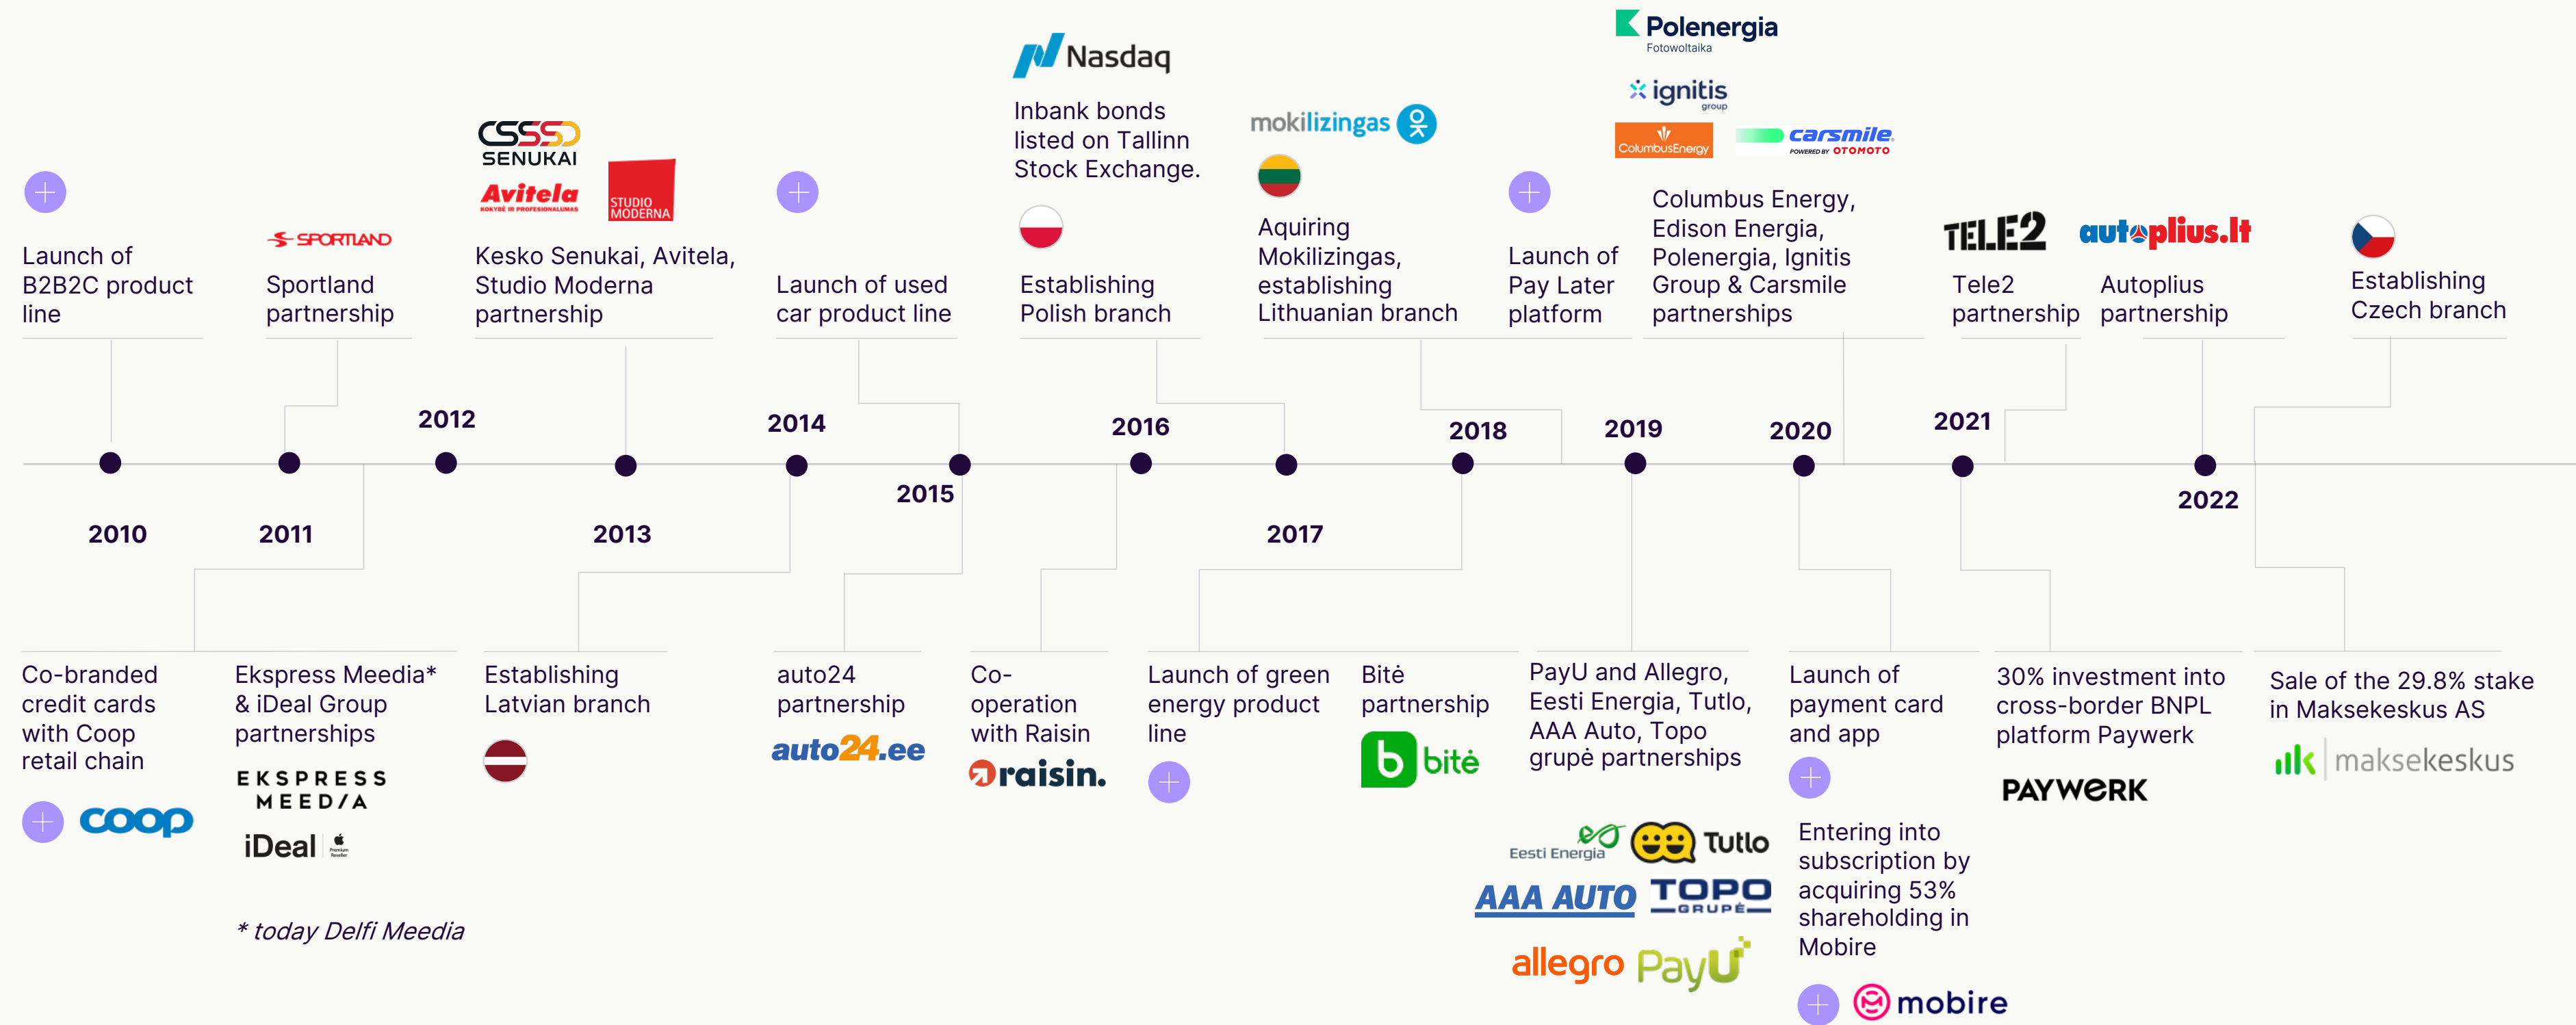 Launch of
B2B2C product
line
SPORTLAND
Sportland
partnership
CSSSD
SENUKAI
Avitela
KOKYBĖ IR PROFESIONALUMAS
STUDIO
MODERNA
Kesko Senukai, Avitela,
Studio Moderna
partnership
Launch of used
car product line
Nasdaq
Inbank bonds
listed on Tallinn
Stock Exchange.
Establishing
Polish branch
mokilizingas
Aquiring
Mokilizingas,
establishing
Lithuanian branch
Launch of
Pay Later
platform
Polenergia
Fotowoltaika
ignitis
group
ColumbusEnergy
carsmile
POWERED BY OTOMOTO
Columbus Energy,
Edison Energia,
Polenergia, Ignitis
Group & Carsmile
partnerships
TELE2
Tele2
partnership
autoplius.lt
Autoplius
partnership
Establishing
Czech branch
2010
2011
2012
2013
2014
2015
2016
2017
2018
2019
2020
2021
2022
Co-branded
credit cards
with Coop
retail chain
coop
Ekspress Meedia*
& iDeal Group
partnerships
EKSPRESS
MEED/A
iDeal
Premium
Reseller
* today Delfi Meedia
Establishing
Latvian branch
auto24
partnership
auto24.ee
Co-
operation
with Raisin
raisin.
Launch of green
energy product
line
Bitė
partnership
b bitė
PayU and Allegro,
Eesti Energia, Tutlo,
AAA Auto, Topo
grupė partnerships
Eesti Energia
Tutlo
AAA AUTO
TOPO
GRUPĖ
allegro
PayU
Launch of
payment card
and app
Entering into
subscription by
acquiring 53%
shareholding in
Mobire
mobire
30% investment into
cross-border BNPL
platform Paywerk
PAYWERK
Sale of the 29.8% stake
in Maksekeskus AS
maksekeskus